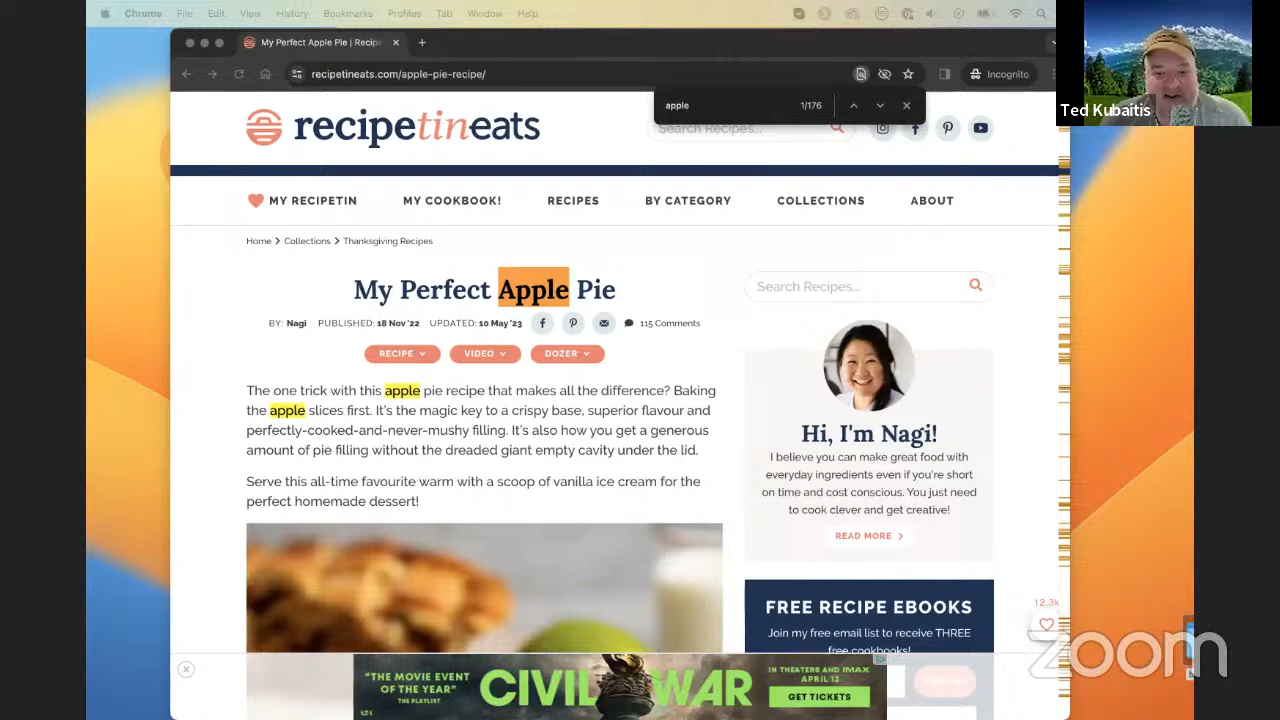 Chrome File Edit View History Bookmarks Profiles Tab Window Help
My Perfect Apple Pie | Recipe
recipetineats.com/apple-pie-recipe/
Incognito
apple 1/176
Ted Kubaitis
recipetineats
Search Recipes...
MY RECIPETIN MY COOKBOOK! RECIPES BY CATEGORY COLLECTIONS ABOUT
Home Collections Thanksgiving Recipes
My Perfect Apple Pie
BY: Nagi PUBLISHED: 18 Nov '22 UPDATED: 10 May '23 115 Comments
RECIPE VIDEO DOZER
The one trick with this apple pie recipe that makes all the difference? Baking
the apple slices first. It's the magic key to a crispy base, superior flavour and
perfectly-cooked-and-never-mushy filling. It's also how you get a generous
amount of pie filling without the dreaded giant empty cavity under the lid.
Serve this all-time favourite warm with a scoop of vanilla ice cream for the
perfect homemade dessert!
Search Recipes...
Hi, I'm Nagi!
I believe you can make great food with
everyday ingredients even if you're short
on time and cost conscious. You just need
to cook clever and get creative!
READ MORE
FREE RECIPE EBOOKS
Join my free email list to receive THREE
free cookbooks!
12.3k
zoom
"THE MOVIE EVENT
OF THE YEAR"
THE PLAYLIST
CIVIL WAR
IN THEATERS AND IMAX
APRIL 12
GET TICKETS